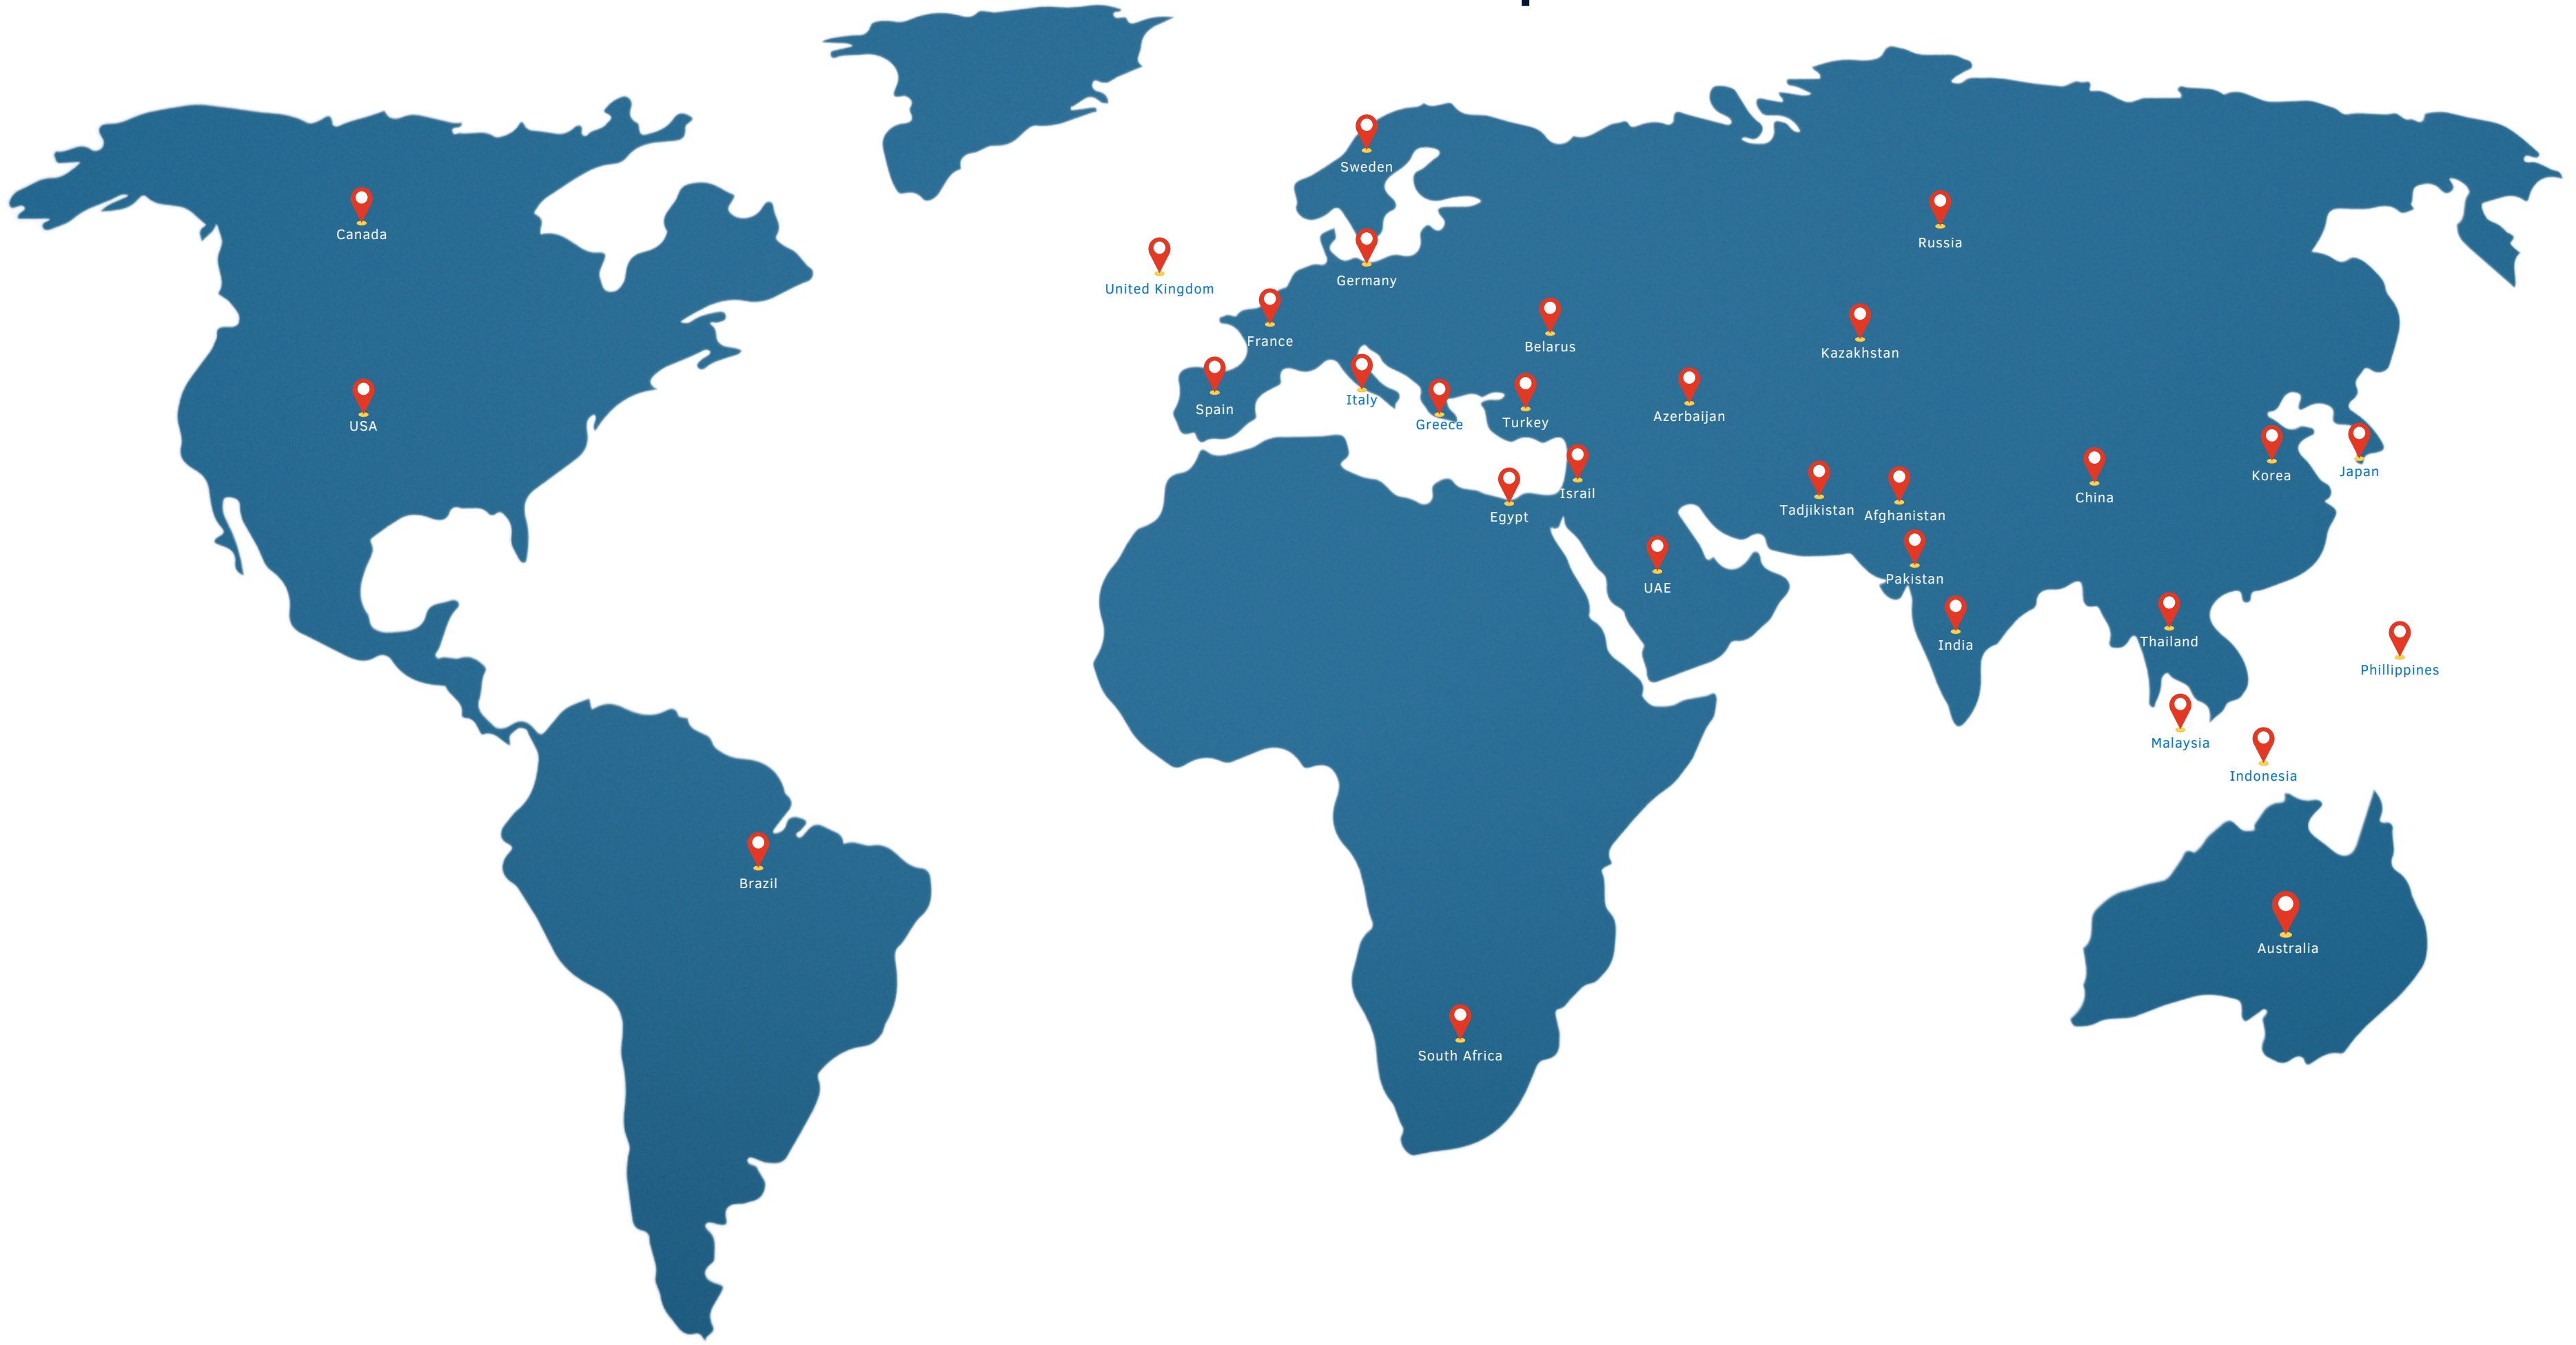 Sweden
Canada
Russia
Germany
United Kingdom
France
Belarus
Kazakhstan
Italy
Spain
Azerbaijan
Turkey
Greece
USA
Japan
Korea
Israil
China
Tadjikistan
Afghanistan
Egypt
Pakistan
UAE
Thailand
India
Phillippines
Malaysia
Indonesia
Brazil
Australia
South Africa